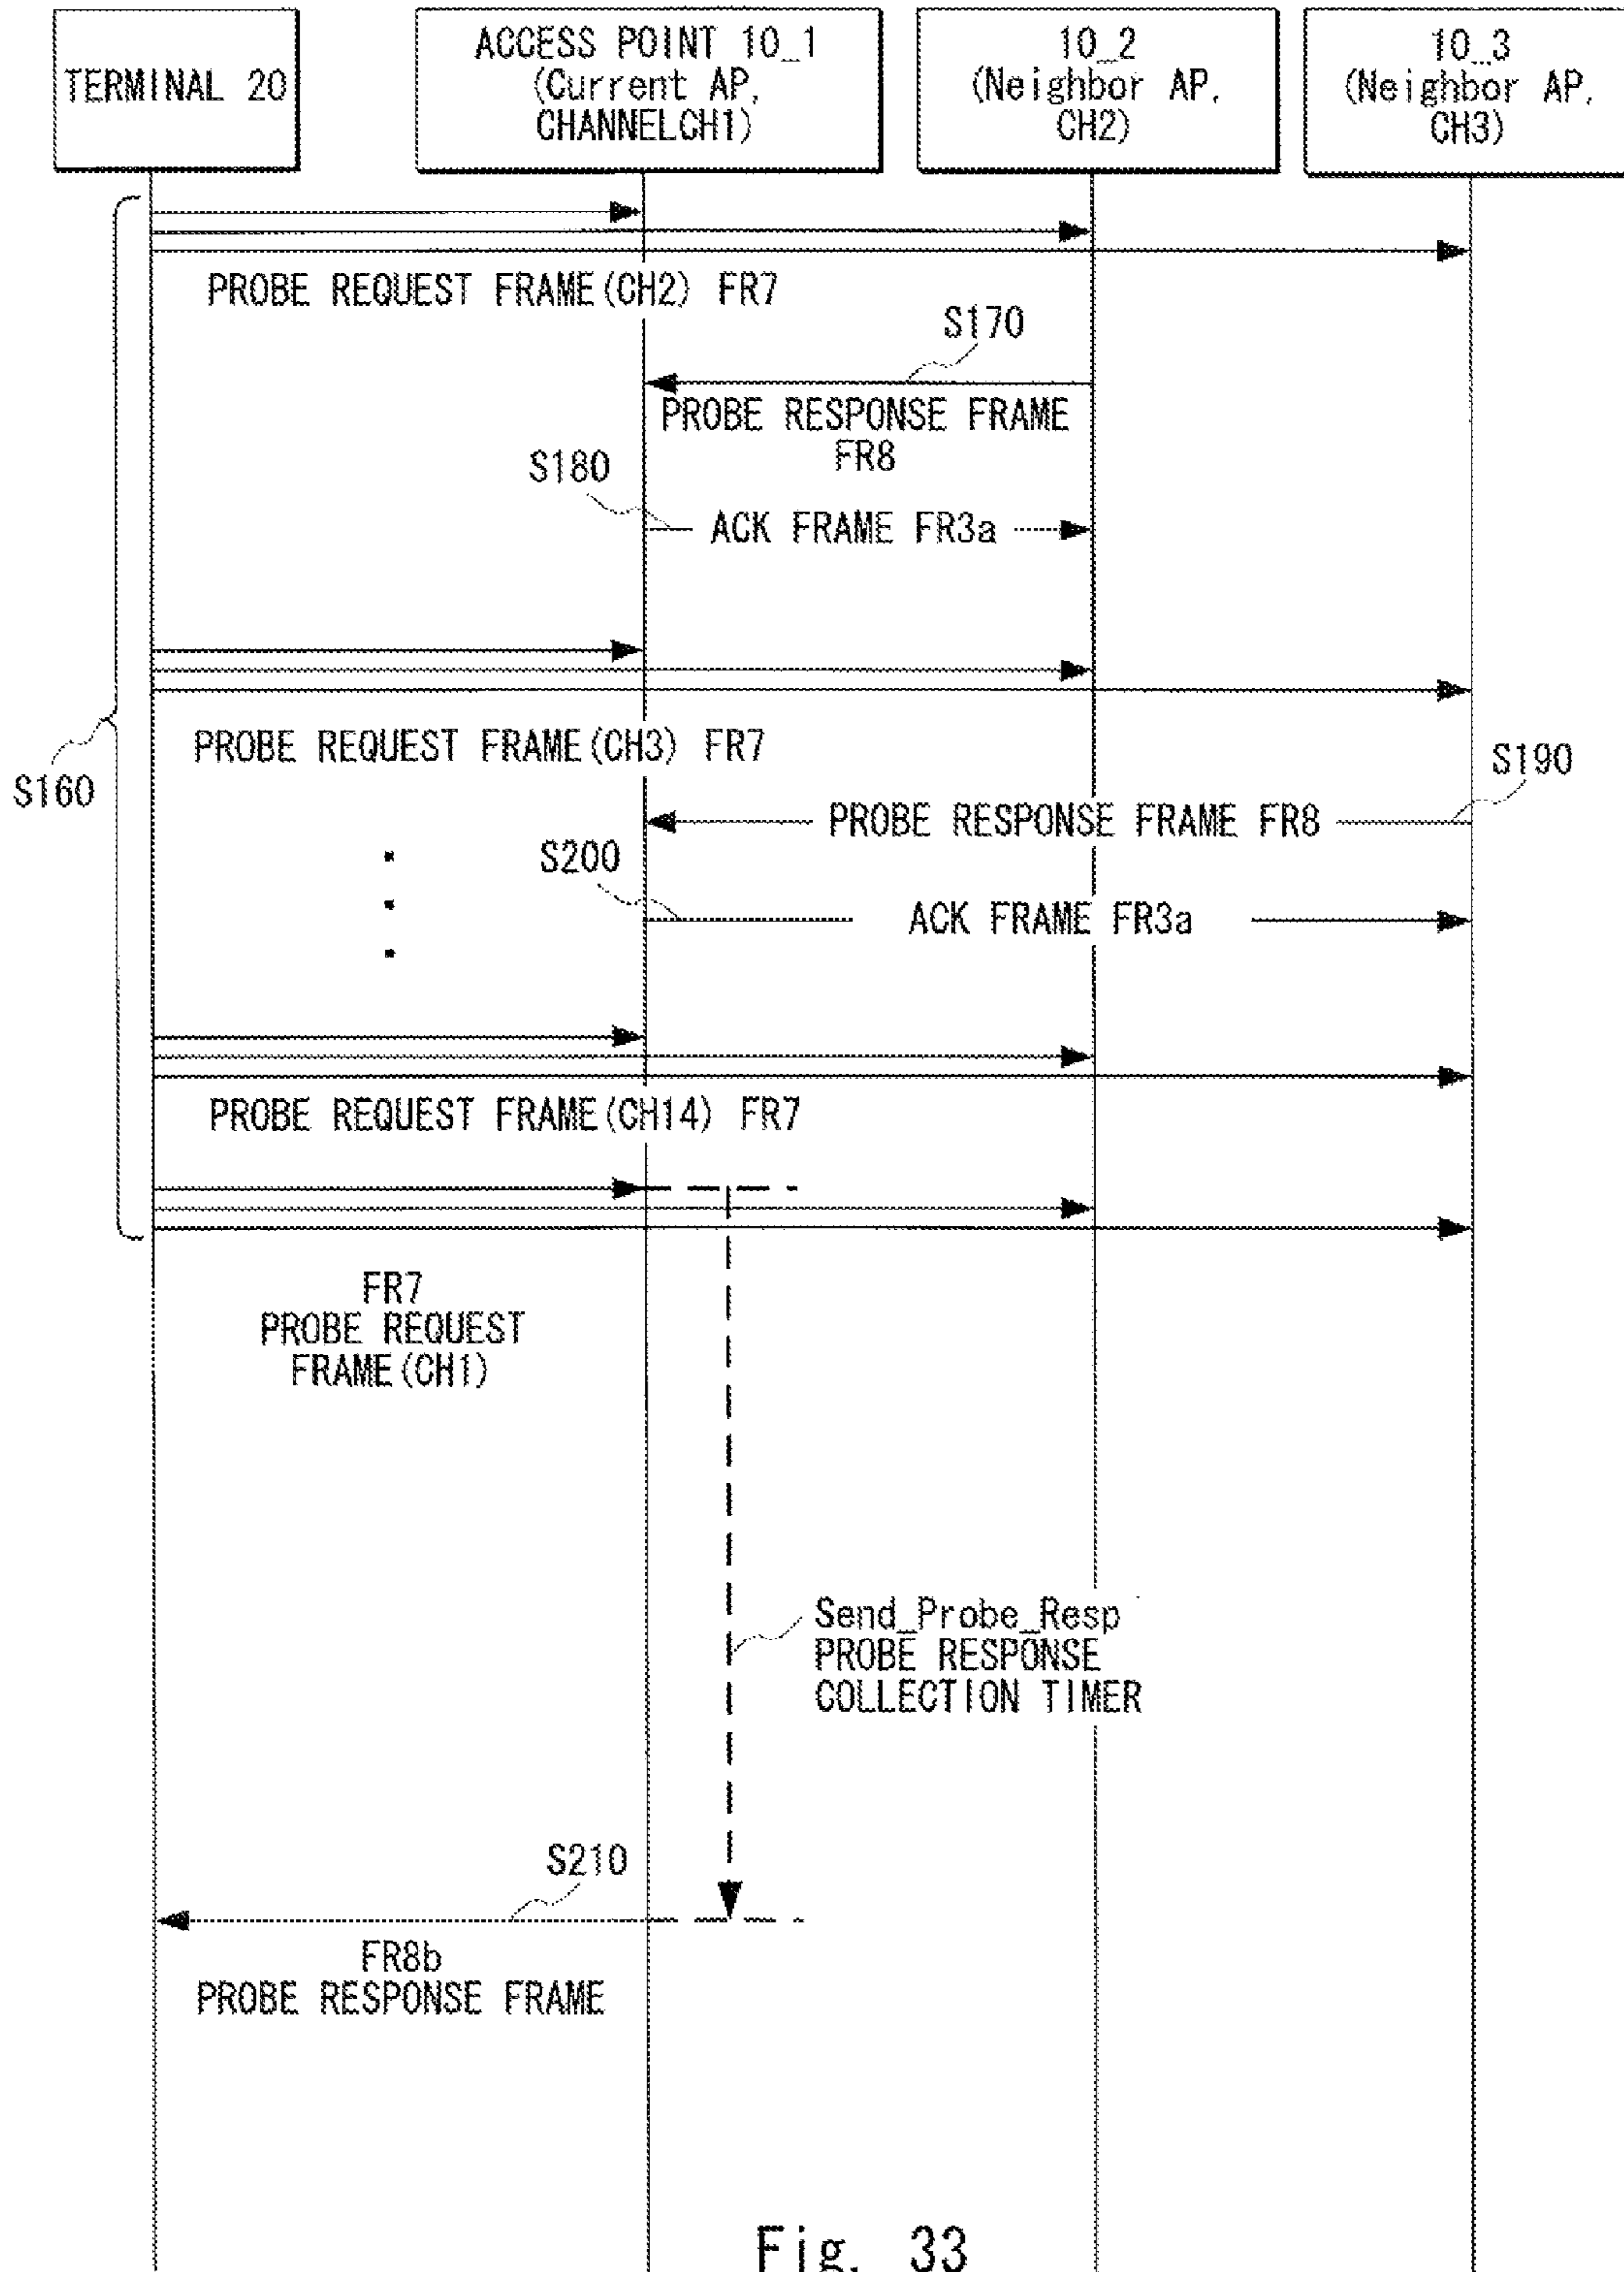 TERMINAL 20
ACCESS POINT 10_1
(Current AP,
CHANNELCH1)
10_2
(Neighbor AP,
CH2)
10_3
(Neighbor AP,
CH3)
PROBE REQUEST FRAME(CH2) FR7
S170
PROBE RESPONSE FRAME
FR8
S180
ACK FRAME FR3a
PROBE REQUEST FRAME(CH3) FR7
S160
S190
PROBE RESPONSE FRAME FR8
S200
ACK FRAME FR3a
PROBE REQUEST FRAME(CH14) FR7
FR7
PROBE REQUEST
FRAME(CH1)
Send_Probe_Resp
PROBE RESPONSE
COLLECTION TIMER
S210
FR8b
PROBE RESPONSE FRAME
Fig. 33